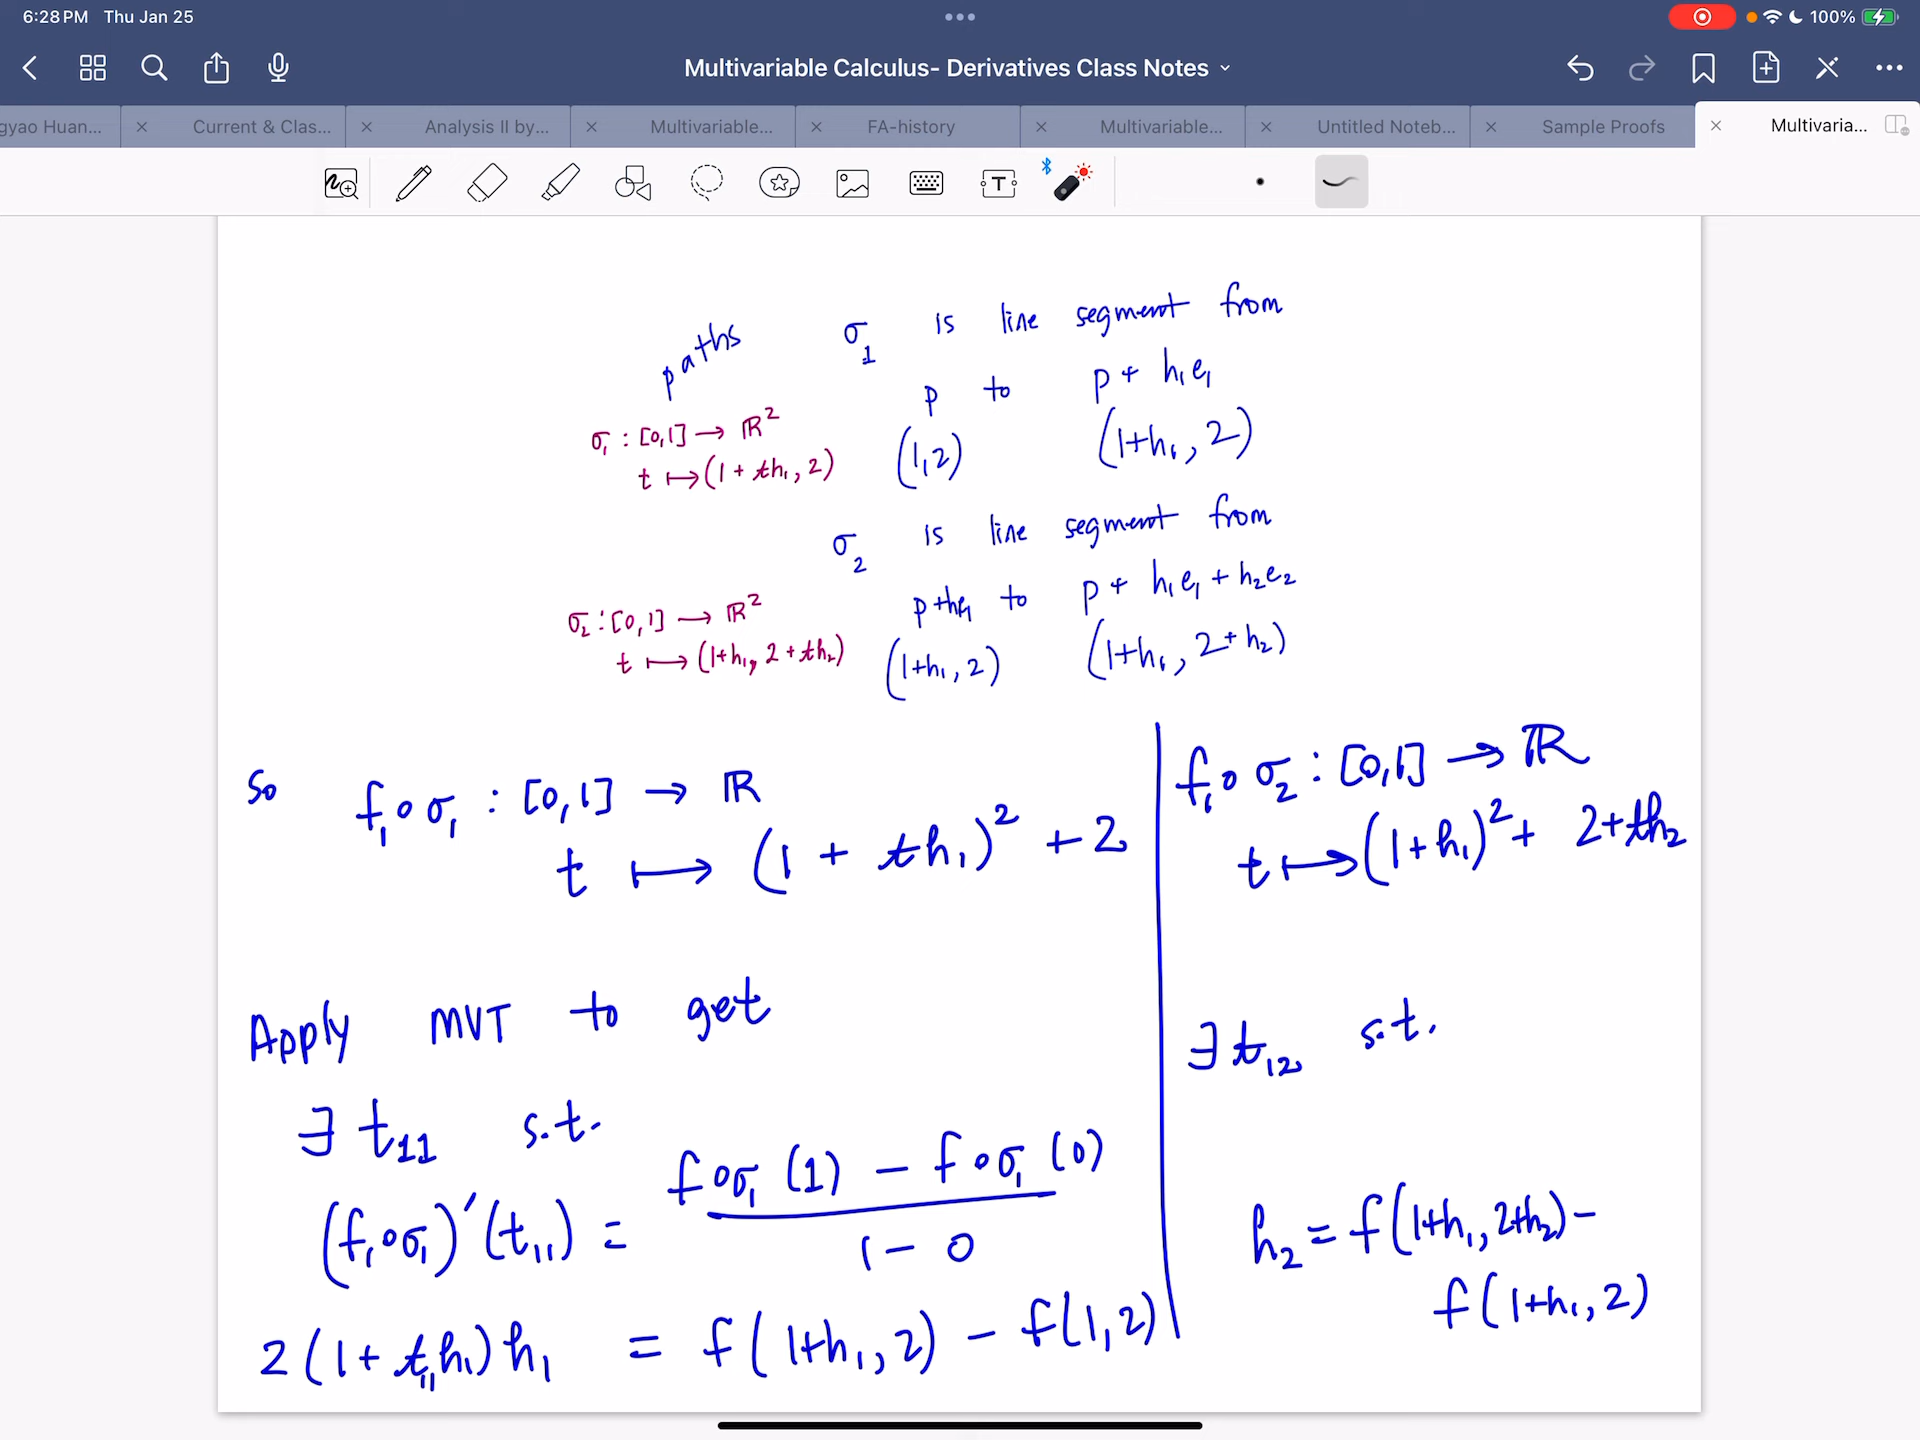 6:28 PM Thu Jan 25
100%
Multivariable Calculus- Derivatives Class Notes
gyao Huan...
Current & Clas...
Analysis II by...
Multivariable...
FA-history
Multivariable...
Untitled Noteb...
Sample Proofs
Multivaria...
paths
σ₁ is line segment from
p to p + h₁e₁
σ₁ : [0,1] → ℝ²
t ↦ (1 + th₁, 2)
(1,2) (1+h₁, 2)
σ₂ is line segment from
p+h₁e₁ to p + h₁e₁ + h₂e₂
σ₂ : [0,1] → ℝ²
t ↦ (1+h₁, 2+th₂)
(1+h₁, 2) (1+h₁, 2+h₂)
So f₁∘σ₁ : [0,1] → ℝ
t ↦ (1 + th₁)² + 2
Apply MVT to get
∃ t₁₁ s.t.
(f₁∘σ₁)′(t₁₁) = (f∘σ₁(1) − f∘σ₁(0)) / (1 − 0)
2(1 + t₁₁h₁)h₁ = f(1+h₁, 2) − f(1,2)
f₁∘σ₂ : [0,1] → ℝ
t ↦ (1+h₁)² + 2+th₂
∃ t₁₂ s.t.
h₂ = f(1+h₁, 2+h₂) −
f(1+h₁, 2)